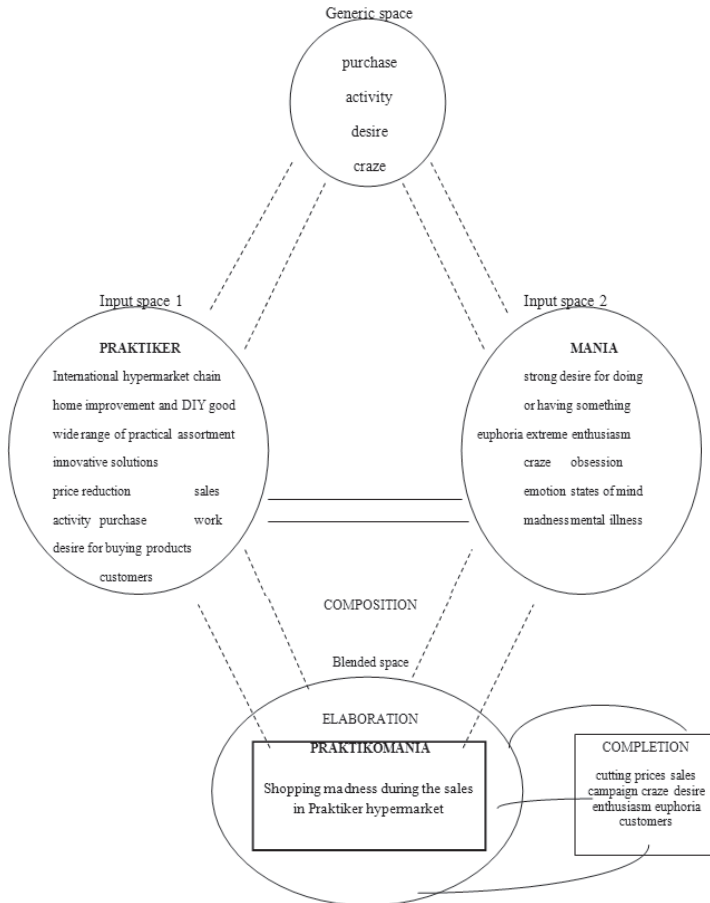 Generic space
purchase
activity
desire
craze
Input space 1
PRAKTIKER
International hypermarket chain
home improvement and DIY good
wide range of practical assortment
innovative solutions
price reduction sales
activity purchase work
desire for buying products
customers
Input space 2
MANIA
strong desire for doing
or having something
euphoria extreme enthusiasm
craze obsession
emotion states of mind
madness mental illness
COMPOSITION
Blended space
ELABORATION
PRAKTIKOMANIA
Shopping madness during the sales
in Praktiker hypermarket
COMPLETION
cutting prices sales
campaign craze desire
enthusiasm euphoria
customers